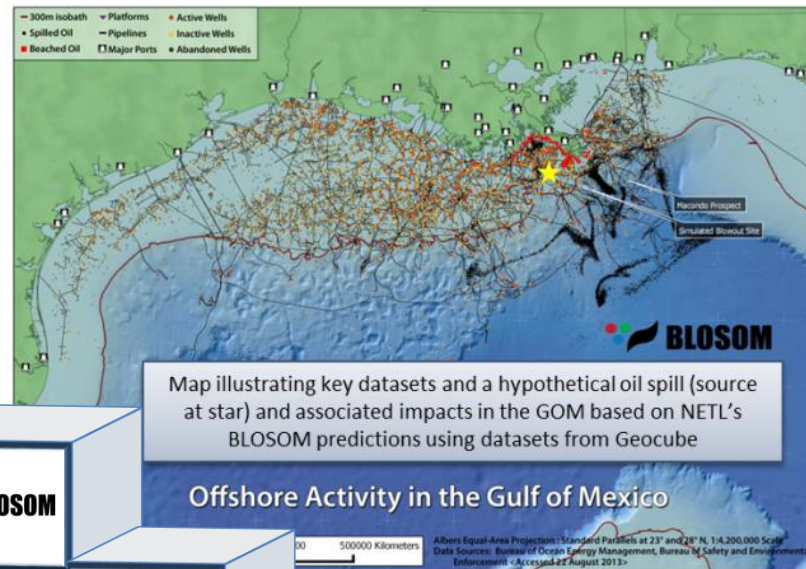 300m isobath
Platforms
Active Wells
Spilled Oil
Pipelines
Inactive Wells
Beached Oil
Major Ports
Abandoned Wells
Macondo Prospect
Simulated Blowout Site
BLOSOM
Map illustrating key datasets and a hypothetical oil spill (source
at star) and associated impacts in the GOM based on NETL's
BLOSOM predictions using datasets from Geocube
OSOM
Offshore Activity in the Gulf of Mexico
00 500000 Kilometers
Albers Equal-Area Projection : Standard Parallels at 23° and 28° N, 1:4,200,000 Scale
Data Sources: Bureau of Ocean Energy Management, Bureau of Safety and Environmental
Enforcement <Accessed 22 August 2013>